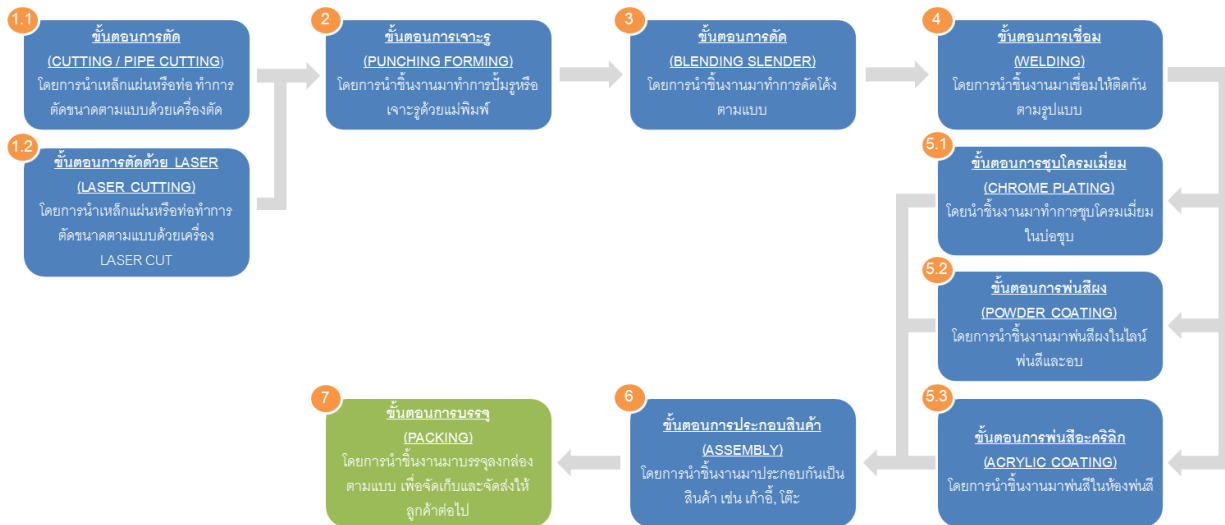 1.1
ขั้นตอนการตัด
(CUTTING / PIPE CUTTING)
โดยการนำเหล็กแผ่นหรือท่อ ทำการ
ตัดขนาดตามแบบด้วยเครื่องตัด
1.2
ขั้นตอนการตัดด้วย LASER
(LASER CUTTING)
โดยการนำเหล็กแผ่นหรือท่อทำการ
ตัดขนาดตามแบบด้วยเครื่อง
LASER CUT
2
ขั้นตอนการเจาะรู
(PUNCHING FORMING)
โดยการนำชิ้นงานมาทำการปั้มรูหรือ
เจาะรูด้วยแม่พิมพ์
3
ขั้นตอนการดัด
(BLENDING SLENDER)
โดยการนำชิ้นงานมาทำการดัดโค้ง
ตามแบบ
4
ขั้นตอนการเชื่อม
(WELDING)
โดยการนำชิ้นงานมาเชื่อมให้ติดกัน
ตามรูปแบบ
5.1
ขั้นตอนการชุบโครมเมี่ยม
(CHROME PLATING)
โดยนำชิ้นงานมาทำการชุบโครมเมี่ยม
ในบ่อชุบ
5.2
ขั้นตอนการพ่นสีผง
(POWDER COATING)
โดยการนำชิ้นงานมาพ่นสีผงในไลน์
พ่นสีและอบ
5.3
ขั้นตอนการพ่นสีอะคริลิก
(ACRYLIC COATING)
โดยการนำชิ้นงานมาพ่นสีในห้องพ่นสี
6
ขั้นตอนการประกอบสินค้า
(ASSEMBLY)
โดยการนำชิ้นงานมาประกอบกันเป็น
สินค้า เช่น เก้าอี้, โต๊ะ
7
ขั้นตอนการบรรจุ
(PACKING)
โดยการนำชิ้นงานมาบรรจุลงกล่อง
ตามแบบ เพื่อจัดเก็บและจัดส่งให้
ลูกค้าต่อไป